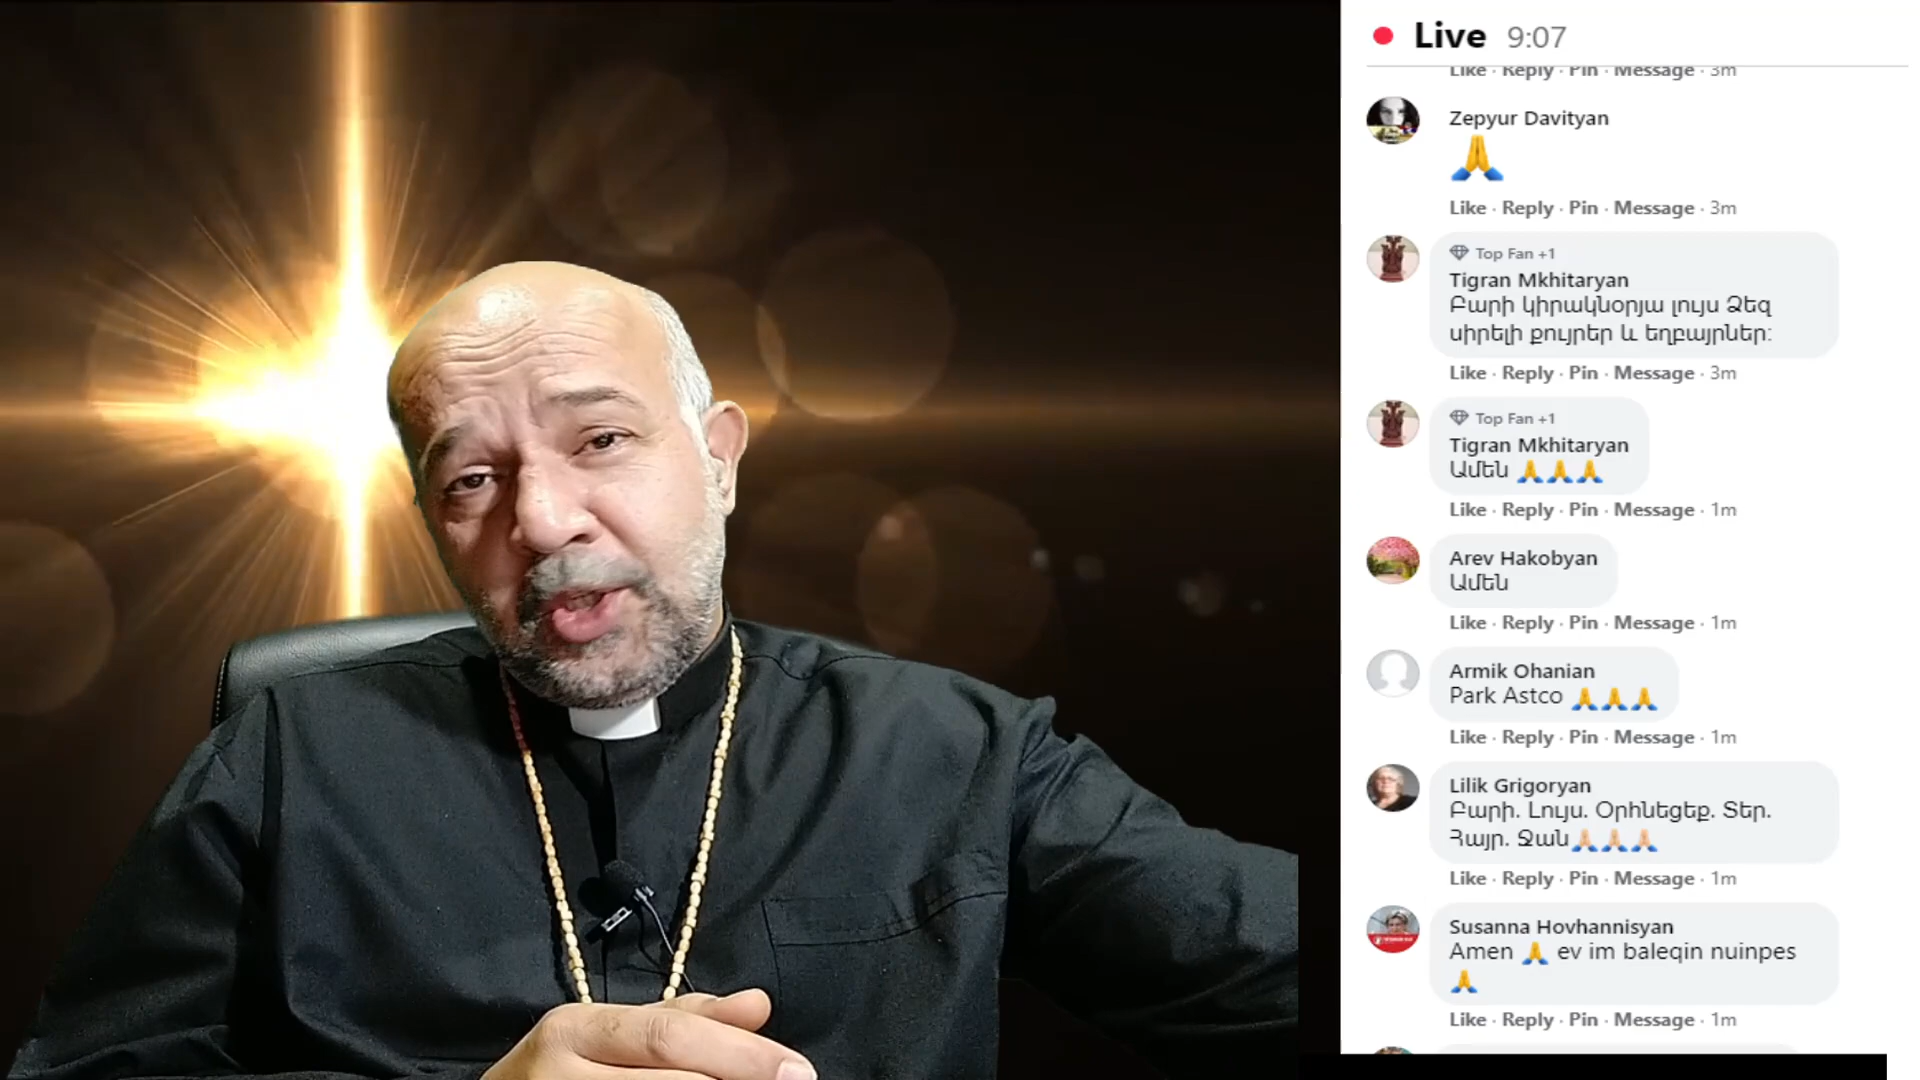 Live 9:07
Like · Reply · Pin · Message · 3m
Zepyur Davityan
🙏
Like · Reply · Pin · Message · 3m
Top Fan +1
Tigran Mkhitaryan
Բարի կիրակնօրյա լույս Ձեզ
սիրելի քույրեր և եղբայրներ։
Like · Reply · Pin · Message · 3m
Top Fan +1
Tigran Mkhitaryan
Ամեն 🙏🙏🙏
Like · Reply · Pin · Message · 1m
Arev Hakobyan
Ամեն
Like · Reply · Pin · Message · 1m
Armik Ohanian
Park Astco 🙏🙏🙏
Like · Reply · Pin · Message · 1m
Lilik Grigoryan
Բարի. Լույս. Օրհնեցեք. Տեր.
Հայր. Ջան🙏🏻🙏🏻🙏🏻
Like · Reply · Pin · Message · 1m
Susanna Hovhannisyan
Amen 🙏 ev im baleqin nuinpes
🙏
Like · Reply · Pin · Message · 1m